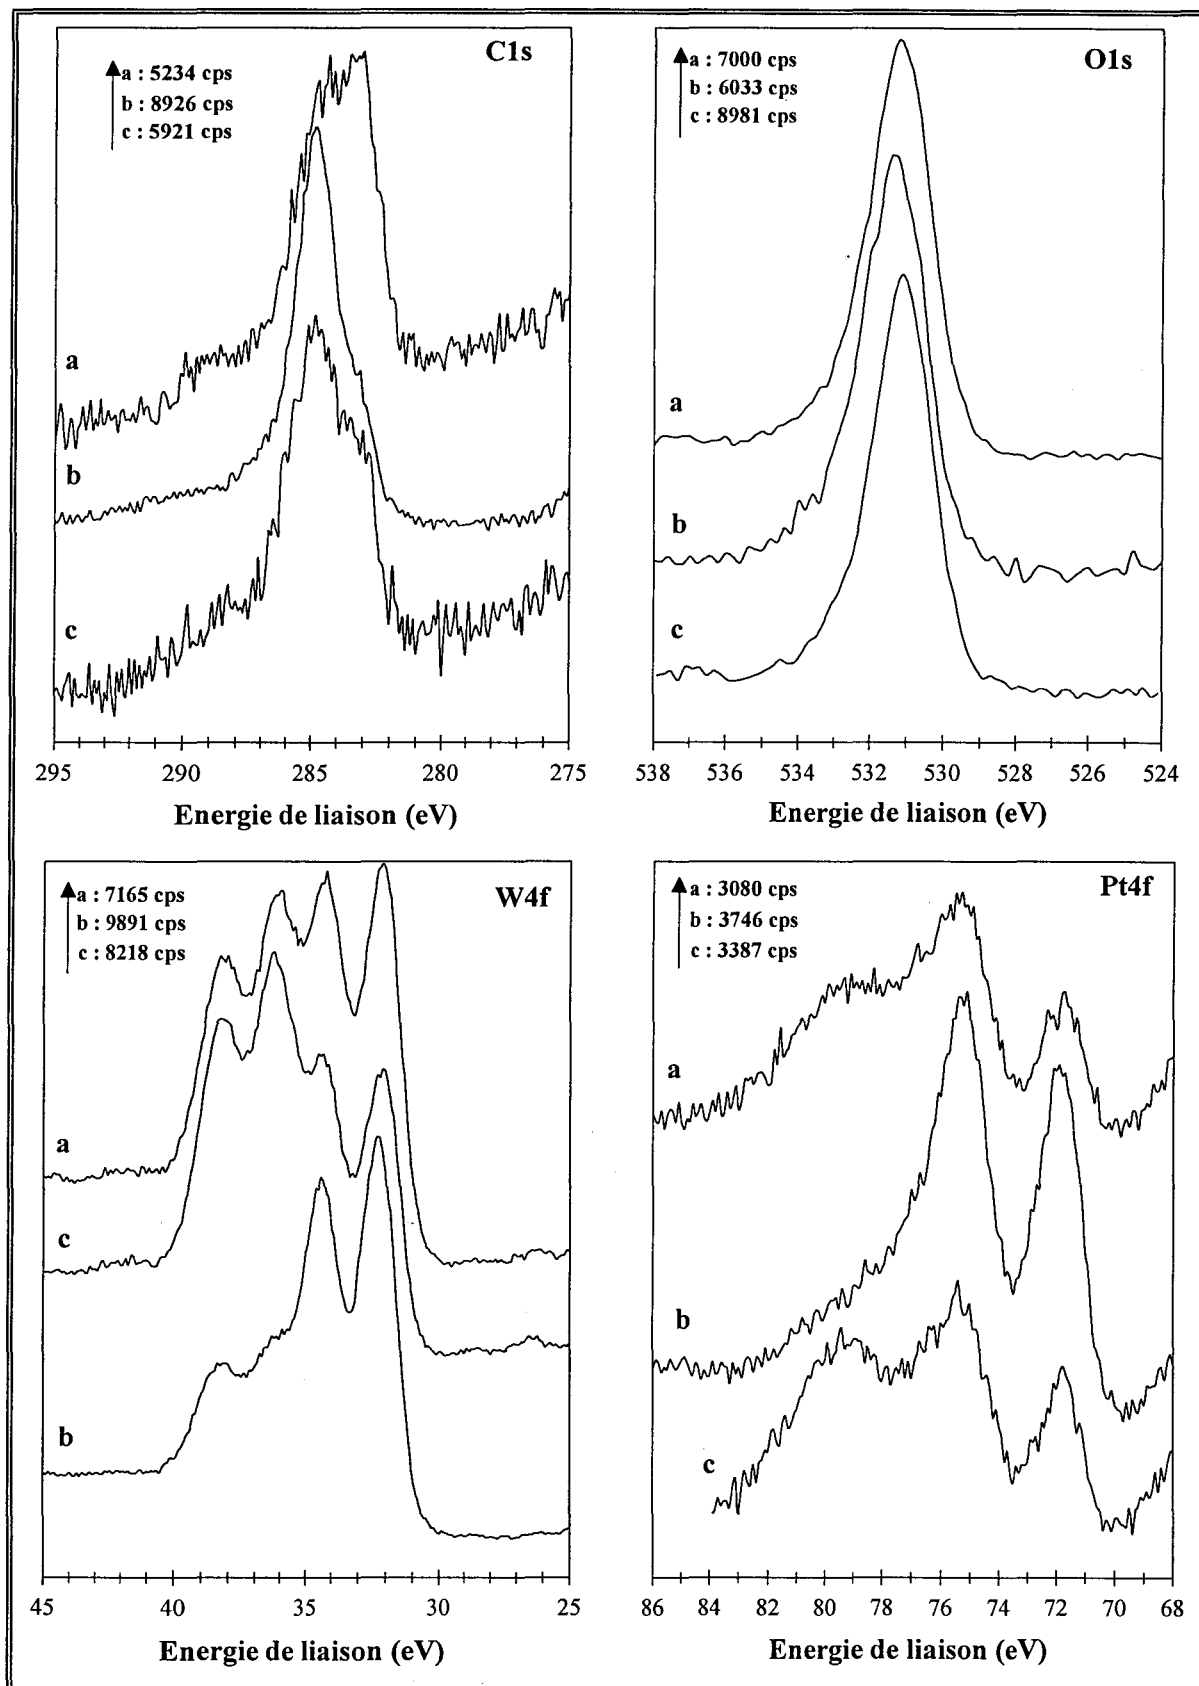 C1s
a : 5234 cps
b : 8926 cps
c : 5921 cps
a
b
c
295 290 285 280 275
Energie de liaison (eV)
O1s
a : 7000 cps
b : 6033 cps
c : 8981 cps
a
b
c
538 536 534 532 530 528 526 524
Energie de liaison (eV)
W4f
a : 7165 cps
b : 9891 cps
c : 8218 cps
a
c
b
45 40 35 30 25
Energie de liaison (eV)
Pt4f
a : 3080 cps
b : 3746 cps
c : 3387 cps
a
b
c
86 84 82 80 78 76 74 72 70 68
Energie de liaison (eV)